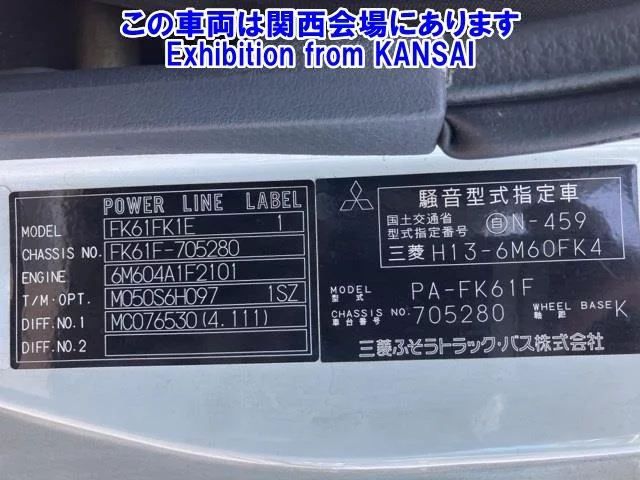 この車両は関西会場にあります
Exhibition from KANSAI
POWER LINE LABEL
MODEL FK61FK1E 1
CHASSIS NO. FK61F-705280
ENGINE 6M604A1F2101
T/M・OPT. M050S6H097 1SZ
DIFF.NO.1 MC076530(4.111)
DIFF.NO.2
騒音型式指定車
国土交通省
型式指定番号 自N-459
三菱 H13-6M60FK4
MODEL
型式 PA-FK61F
CHASSIS NO.
車台番号 705280 WHEEL BASE
軸距 K
三菱ふそうトラック・バス株式会社